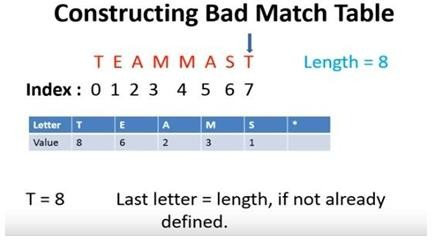 Constructing Bad Match Table
T E A M M A S T Length = 8
Index : 0 1 2 3 4 5 6 7
Letter T E A M S *
Value 8 6 2 3 1
T = 8 Last letter = length, if not already
defined.